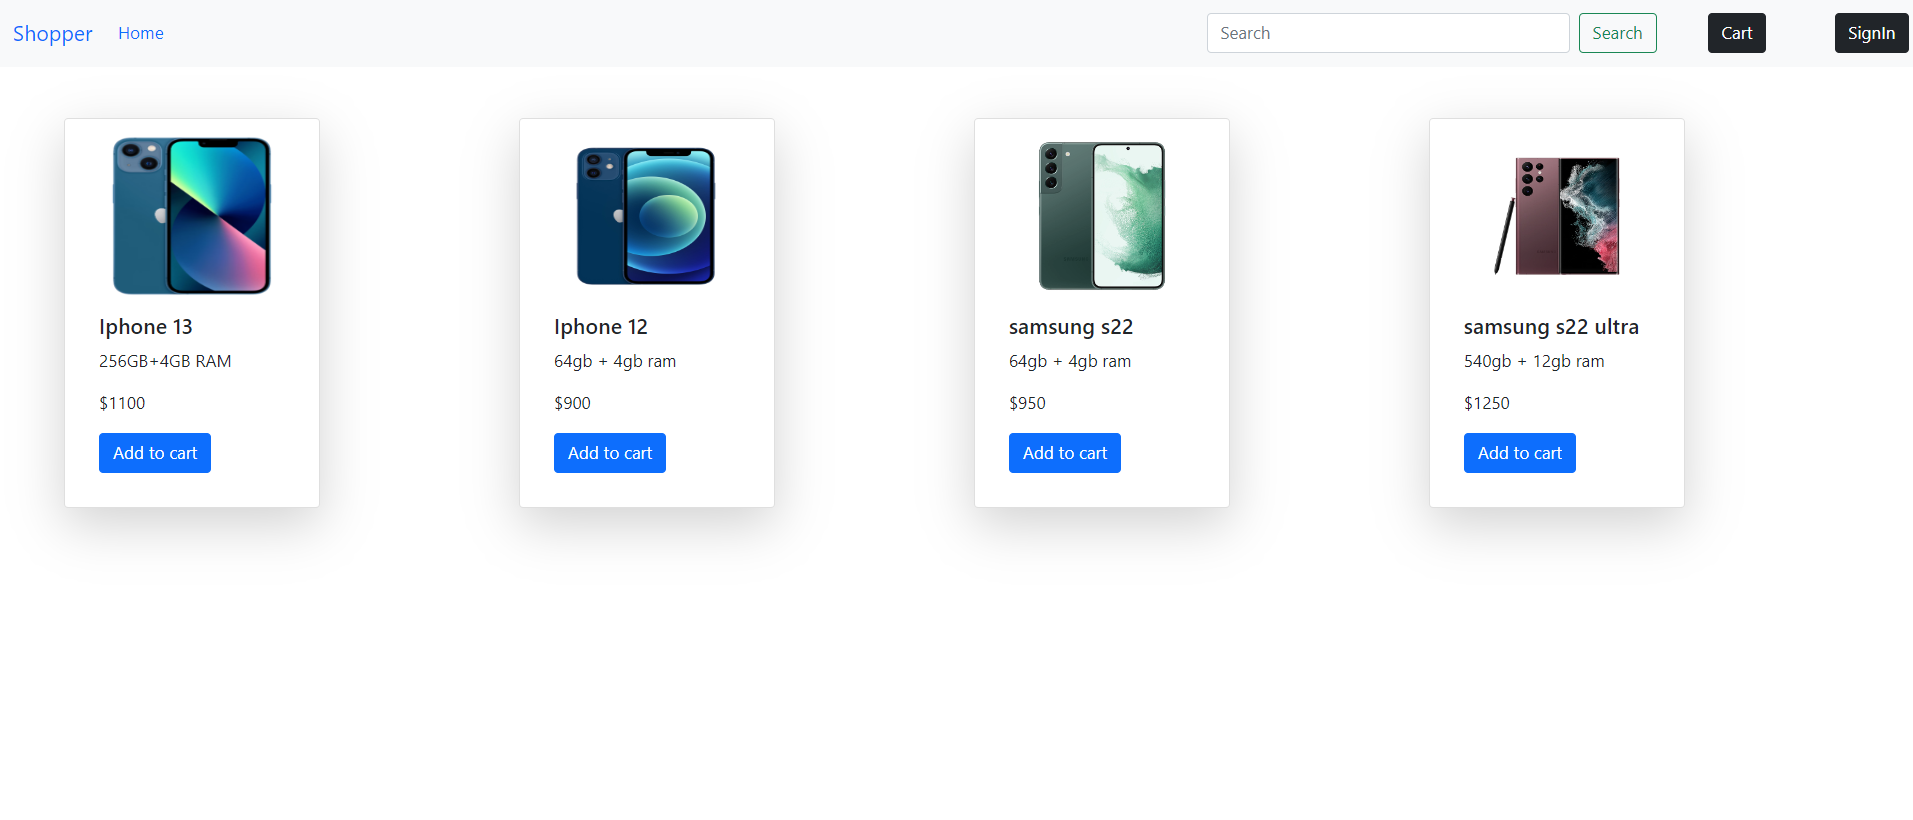 Shopper Home Search Search Cart SignIn
Iphone 13
256GB+4GB RAM
$1100
Add to cart
Iphone 12
64gb + 4gb ram
$900
Add to cart
samsung s22
64gb + 4gb ram
$950
Add to cart
samsung s22 ultra
540gb + 12gb ram
$1250
Add to cart